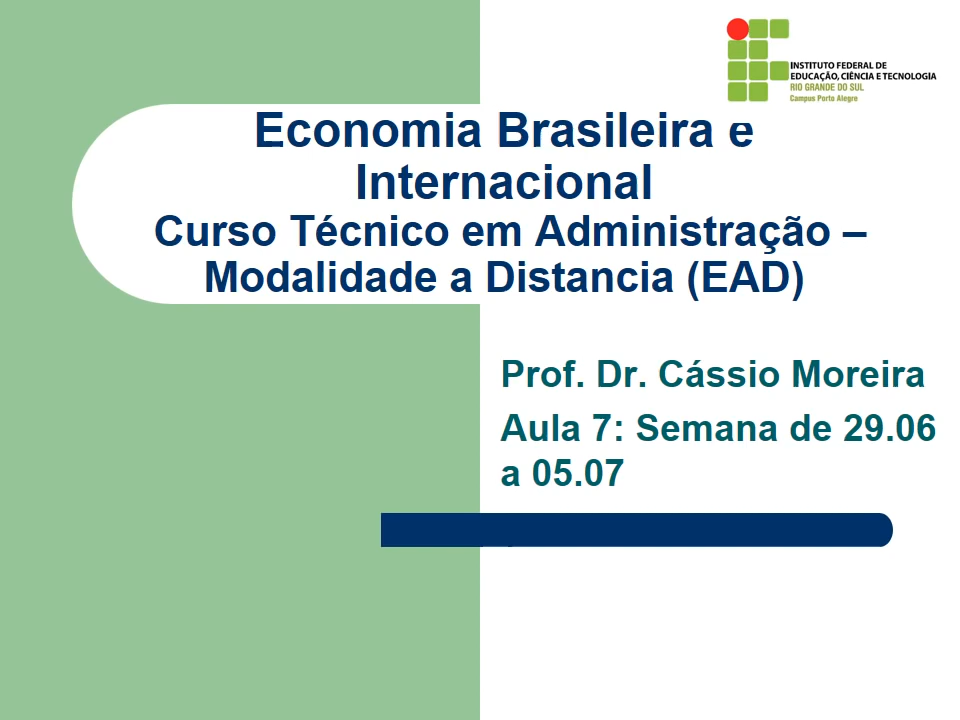 INSTITUTO FEDERAL DE
EDUCAÇÃO, CIÊNCIA E TECNOLOGIA
RIO GRANDE DO SUL
Campus Porto Alegre
Economia Brasileira e
Internacional
Curso Técnico em Administração –
Modalidade a Distancia (EAD)
Prof. Dr. Cássio Moreira
Aula 7: Semana de 29.06
a 05.07